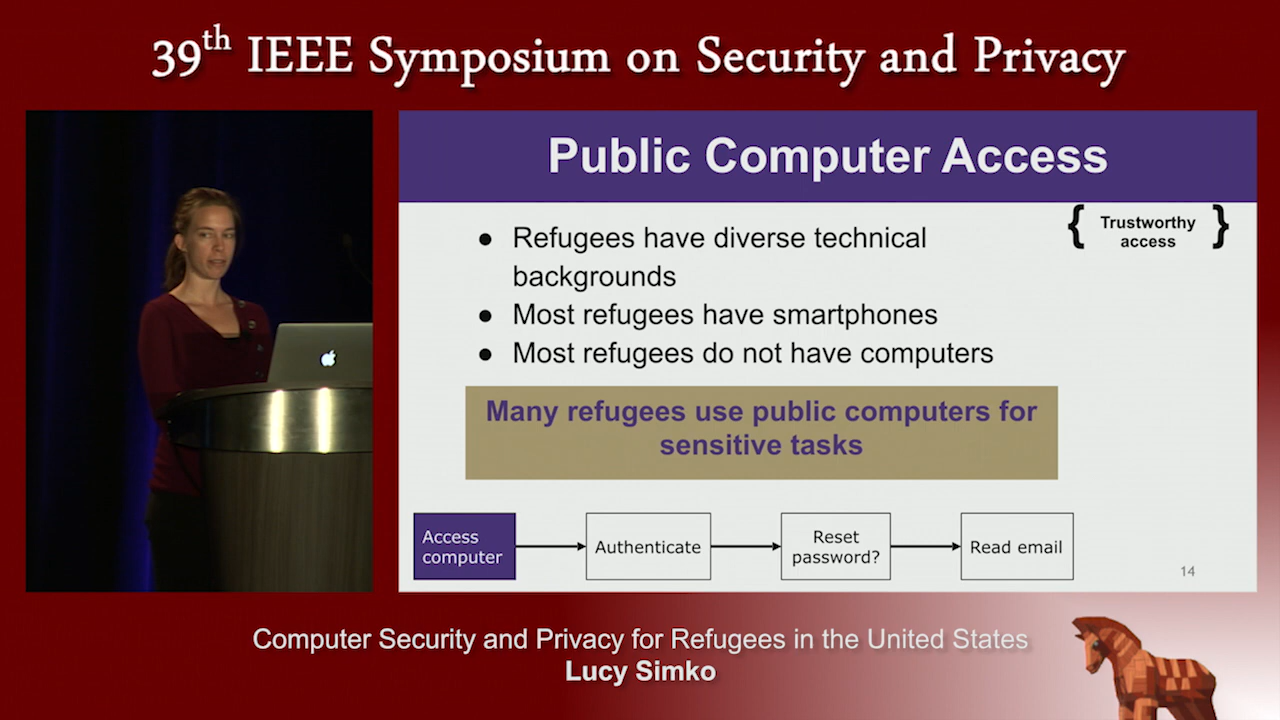 39th IEEE Symposium on Security and Privacy
Public Computer Access
{ Trustworthy
access }
● Refugees have diverse technical
backgrounds
● Most refugees have smartphones
● Most refugees do not have computers
Many refugees use public computers for
sensitive tasks
Access
computer
Authenticate
Reset
password?
Read email
14
Computer Security and Privacy for Refugees in the United States
Lucy Simko